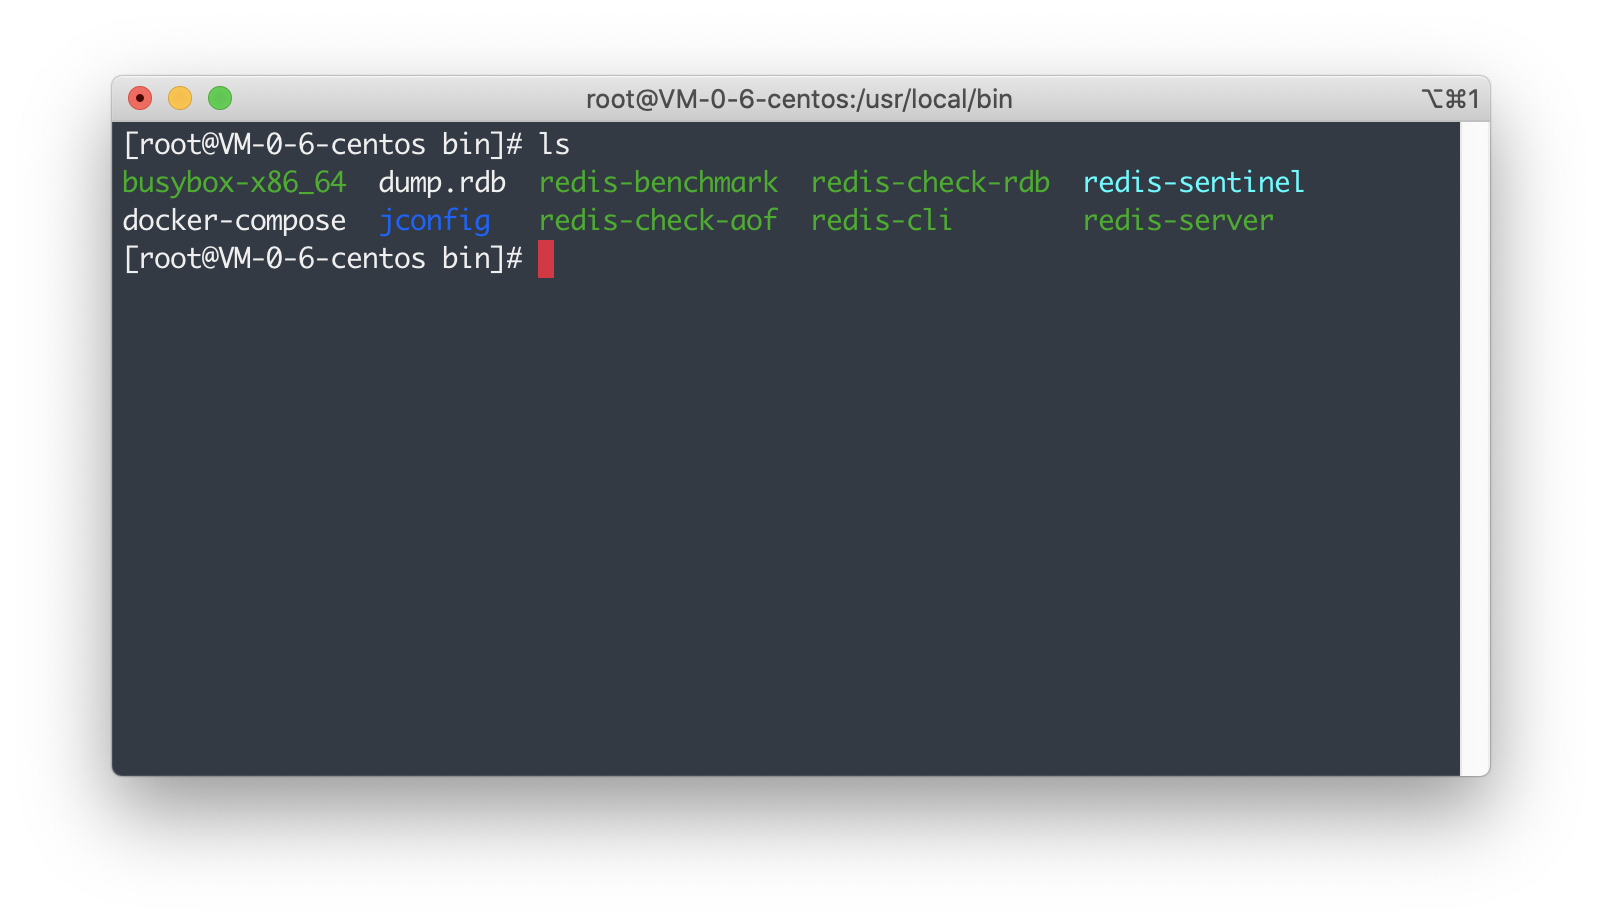 root@VM-0-6-centos:/usr/local/bin ⌥⌘1
[root@VM-0-6-centos bin]# ls
busybox-x86_64 dump.rdb redis-benchmark redis-check-rdb redis-sentinel
docker-compose jconfig redis-check-aof redis-cli redis-server
[root@VM-0-6-centos bin]#